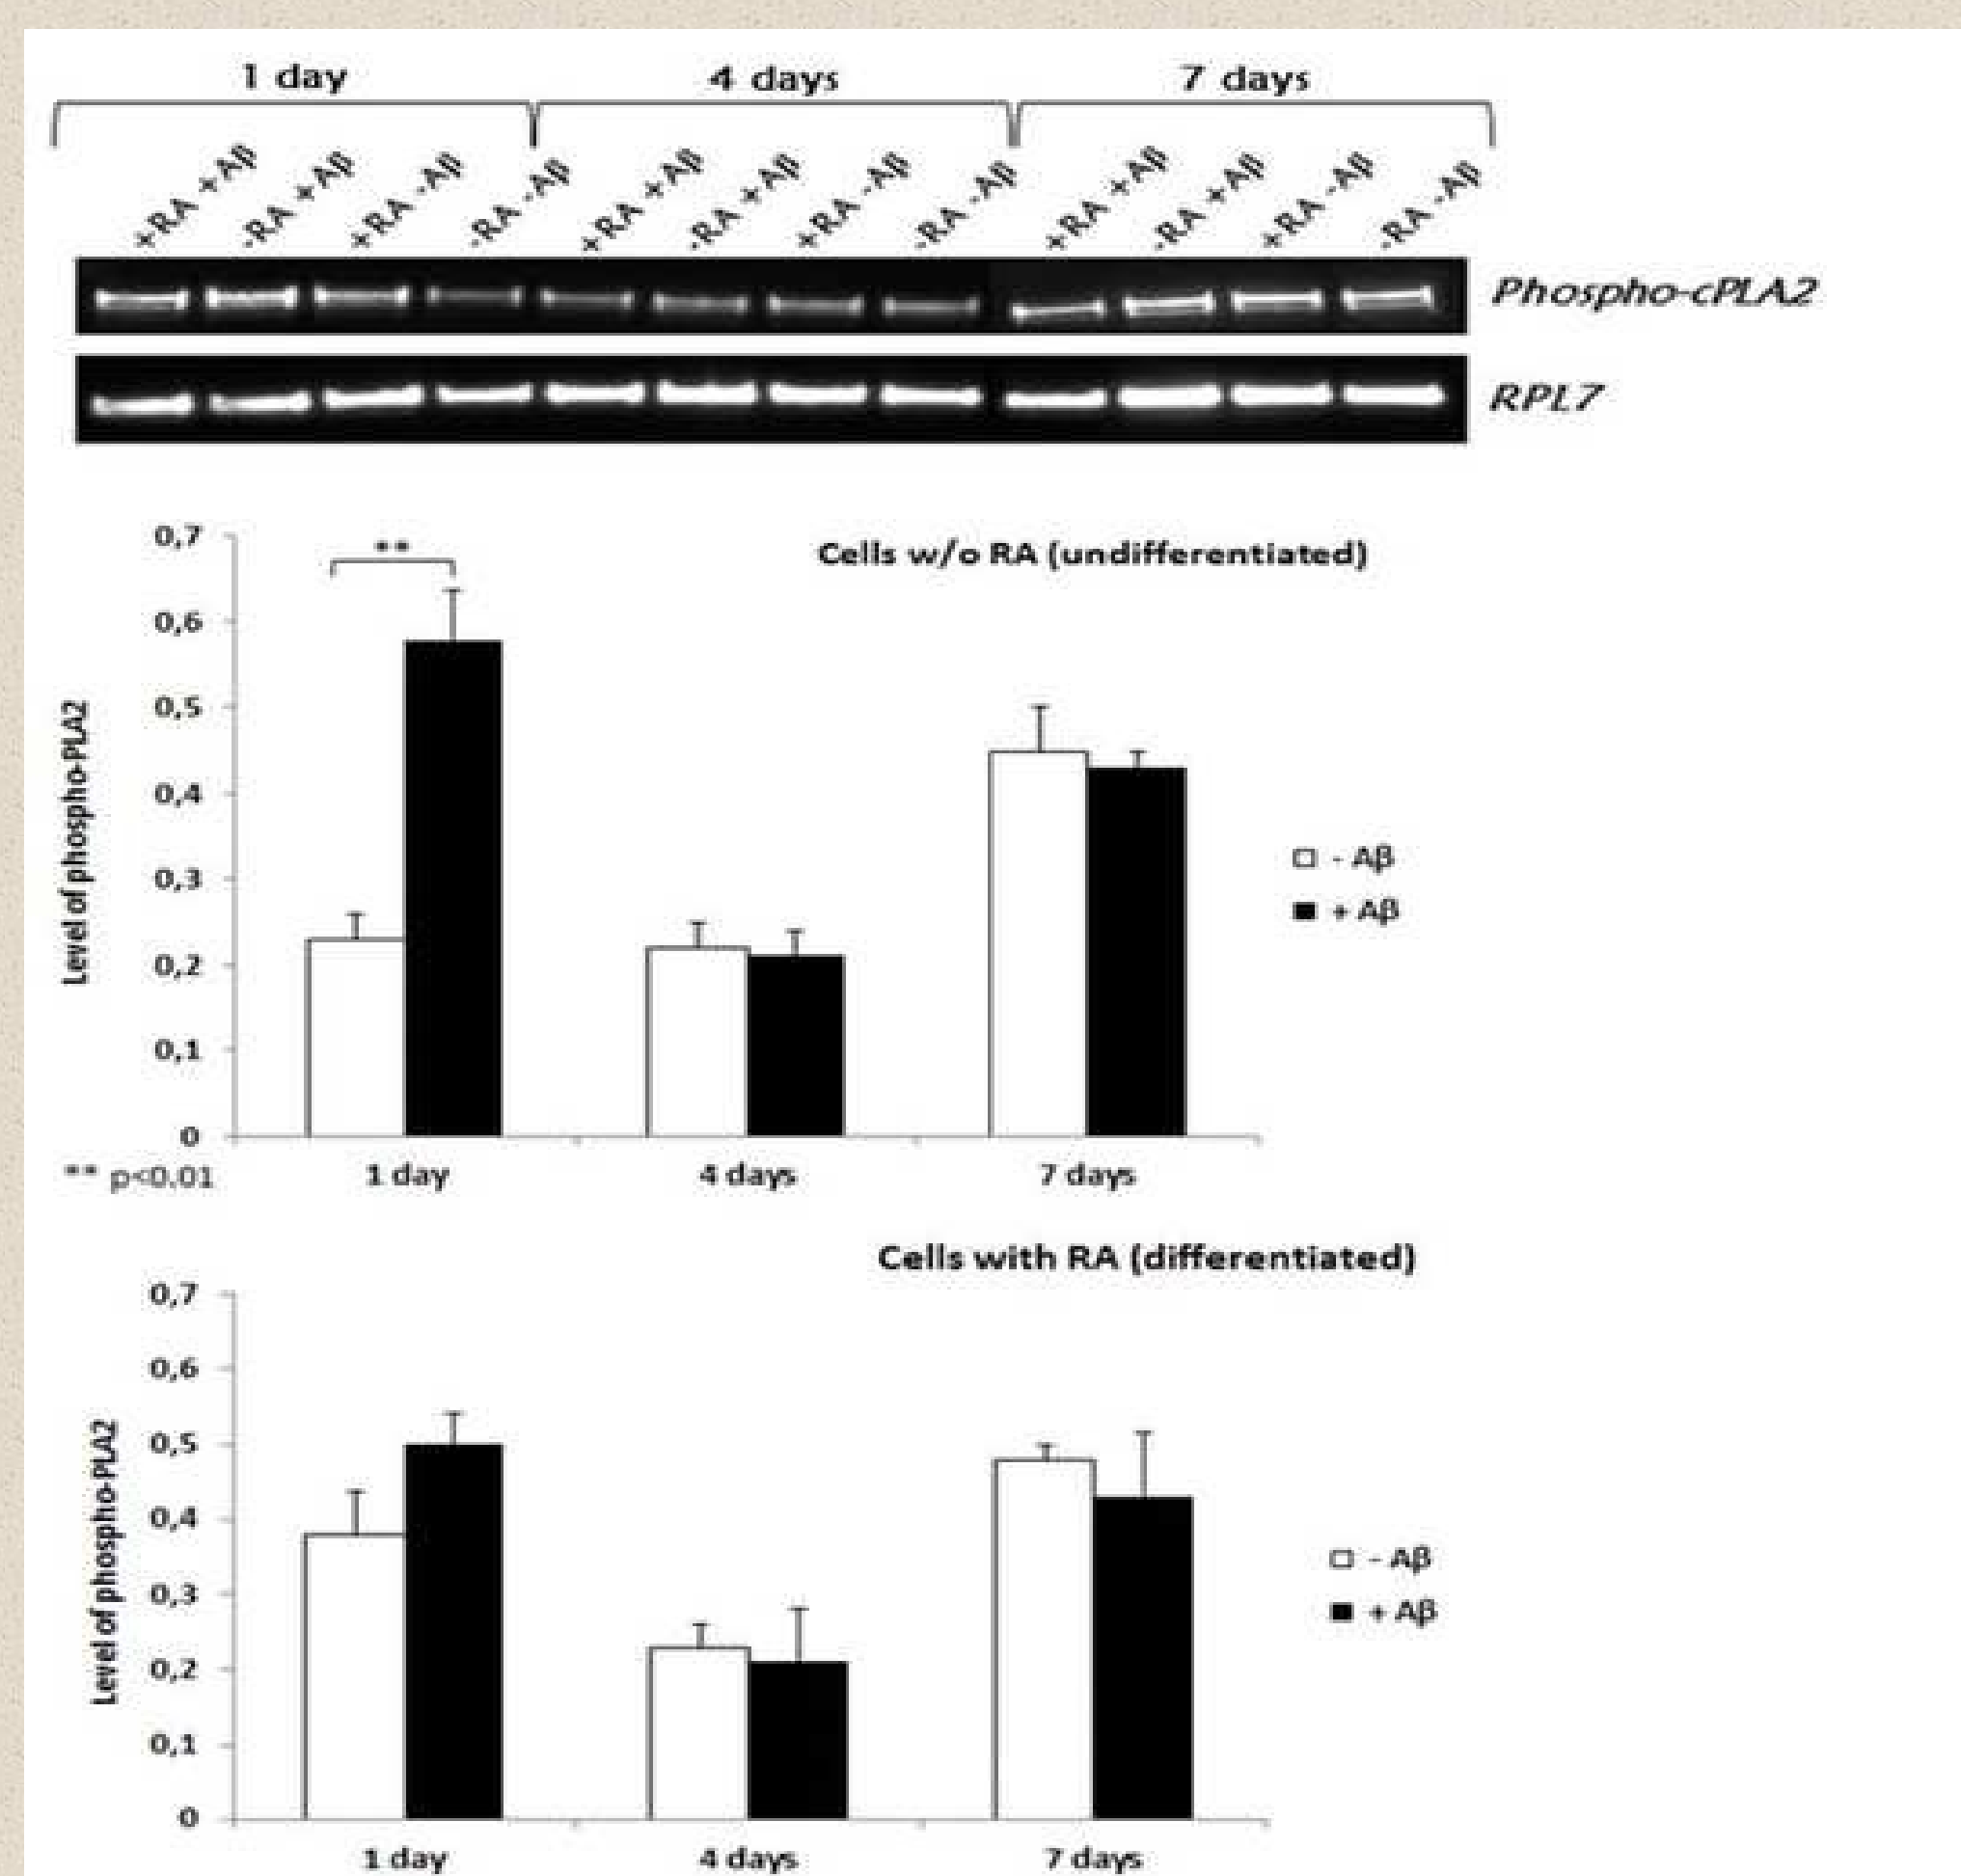 1 day 4 days 7 days
+RA +Aβ -RA +Aβ +RA -Aβ -RA -Aβ +RA +Aβ -RA +Aβ +RA -Aβ -RA -Aβ +RA +Aβ -RA +Aβ +RA -Aβ -RA -Aβ
Phospho-cPLA2
RPL7
Cells w/o RA (undifferentiated)
**
Level of phospho-PLA2
0,7
0,6
0,5
0,4
0,3
0,2
0,1
0
- Aβ
+ Aβ
** p<0.01
1 day 4 days 7 days
Cells with RA (differentiated)
Level of phospho-PLA2
0,7
0,6
0,5
0,4
0,3
0,2
0,1
0
- Aβ
+ Aβ
1 day 4 days 7 days